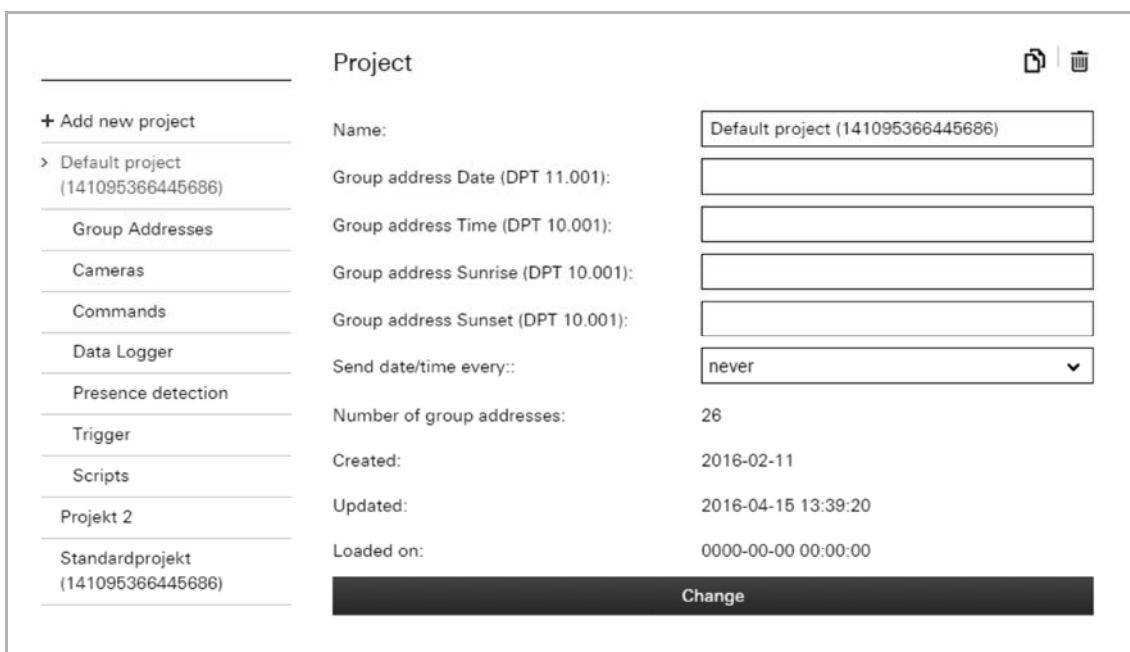 Project
+ Add new project
> Default project
(141095366445686)
Group Addresses
Cameras
Commands
Data Logger
Presence detection
Trigger
Scripts
Projekt 2
Standardprojekt
(141095366445686)
Name: Default project (141095366445686)
Group address Date (DPT 11.001):
Group address Time (DPT 10.001):
Group address Sunrise (DPT 10.001):
Group address Sunset (DPT 10.001):
Send date/time every:: never
Number of group addresses: 26
Created: 2016-02-11
Updated: 2016-04-15 13:39:20
Loaded on: 0000-00-00 00:00:00
Change